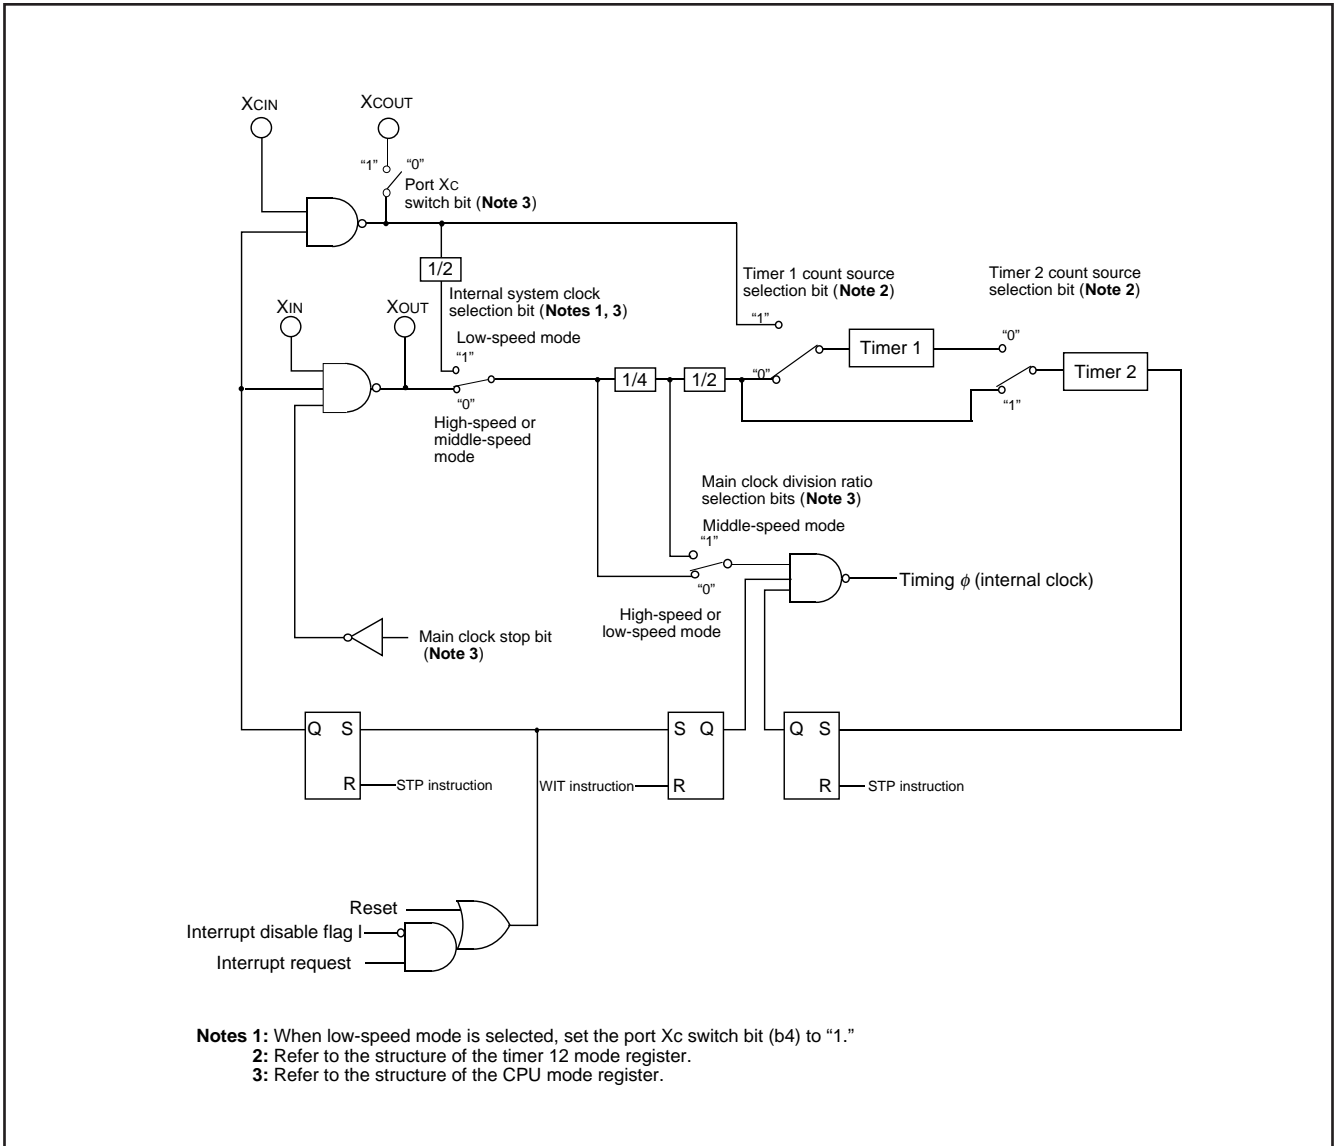 XCIN
XCOUT
“1”
“0”
Port XC
switch bit (Note 3)
1/2
Timer 1 count source
selection bit (Note 2)
Timer 2 count source
selection bit (Note 2)
Internal system clock
selection bit (Notes 1, 3)
XIN
XOUT
Low-speed mode
“1”
“1”
“0”
Timer 1
Timer 2
1/4
1/2
“0”
“0”
“1”
High-speed or
middle-speed
mode
Main clock division ratio
selection bits (Note 3)
Middle-speed mode
“1”
“0”
Timing ϕ (internal clock)
High-speed or
low-speed mode
Main clock stop bit
(Note 3)
Q S
R
STP instruction
S Q
R
WIT instruction
Q S
R
STP instruction
Reset
Interrupt disable flag I
Interrupt request
Notes 1: When low-speed mode is selected, set the port Xc switch bit (b4) to “1.”
2: Refer to the structure of the timer 12 mode register.
3: Refer to the structure of the CPU mode register.